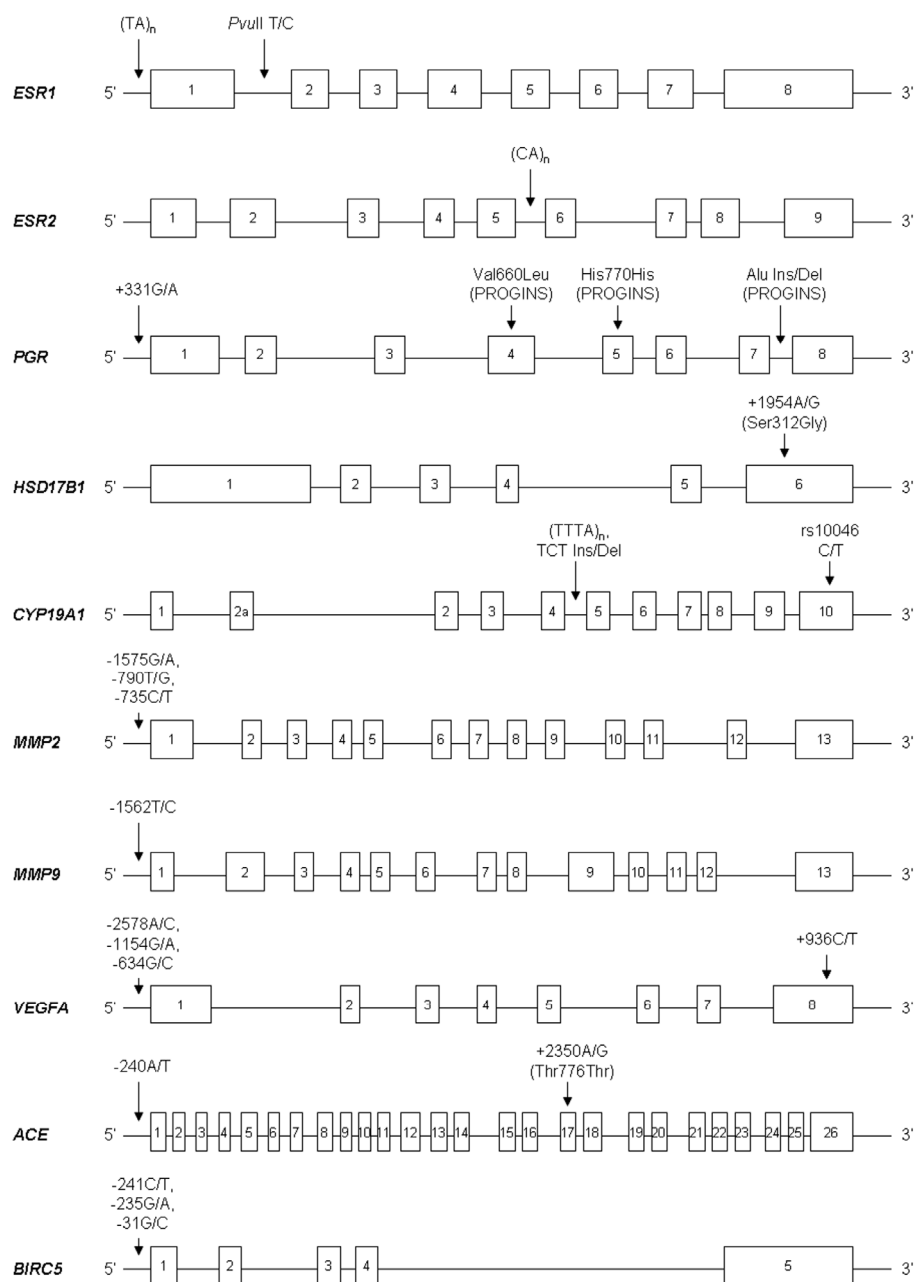 (TA)n PvuII T/C
ESR1 5' 1 2 3 4 5 6 7 8 3'
(CA)n
ESR2 5' 1 2 3 4 5 6 7 8 9 3'
Val660Leu His770His Alu Ins/Del
+331G/A (PROGINS) (PROGINS) (PROGINS)
PGR 5' 1 2 3 4 5 6 7 8 3'
+1954A/G
(Ser312Gly)
HSD17B1 5' 1 2 3 4 5 6 3'
(TTTA)n, rs10046
TCT Ins/Del C/T
CYP19A1 5' 1 2a 2 3 4 5 6 7 8 9 10 3'
-1575G/A,
-790T/G,
-735C/T
MMP2 5' 1 2 3 4 5 6 7 8 9 10 11 12 13 3'
-1562T/C
MMP9 5' 1 2 3 4 5 6 7 8 9 10 11 12 13 3'
-2578A/C,
-1154G/A, +936C/T
-634G/C
VEGFA 5' 1 2 3 4 5 6 7 8 3'
+2350A/G
-240A/T (Thr776Thr)
ACE 5' 1 2 3 4 5 6 7 8 9 10 11 12 13 14 15 16 17 18 19 20 21 22 23 24 25 26 3'
-241C/T,
-235G/A,
-31G/C
BIRC5 5' 1 2 3 4 5 3'